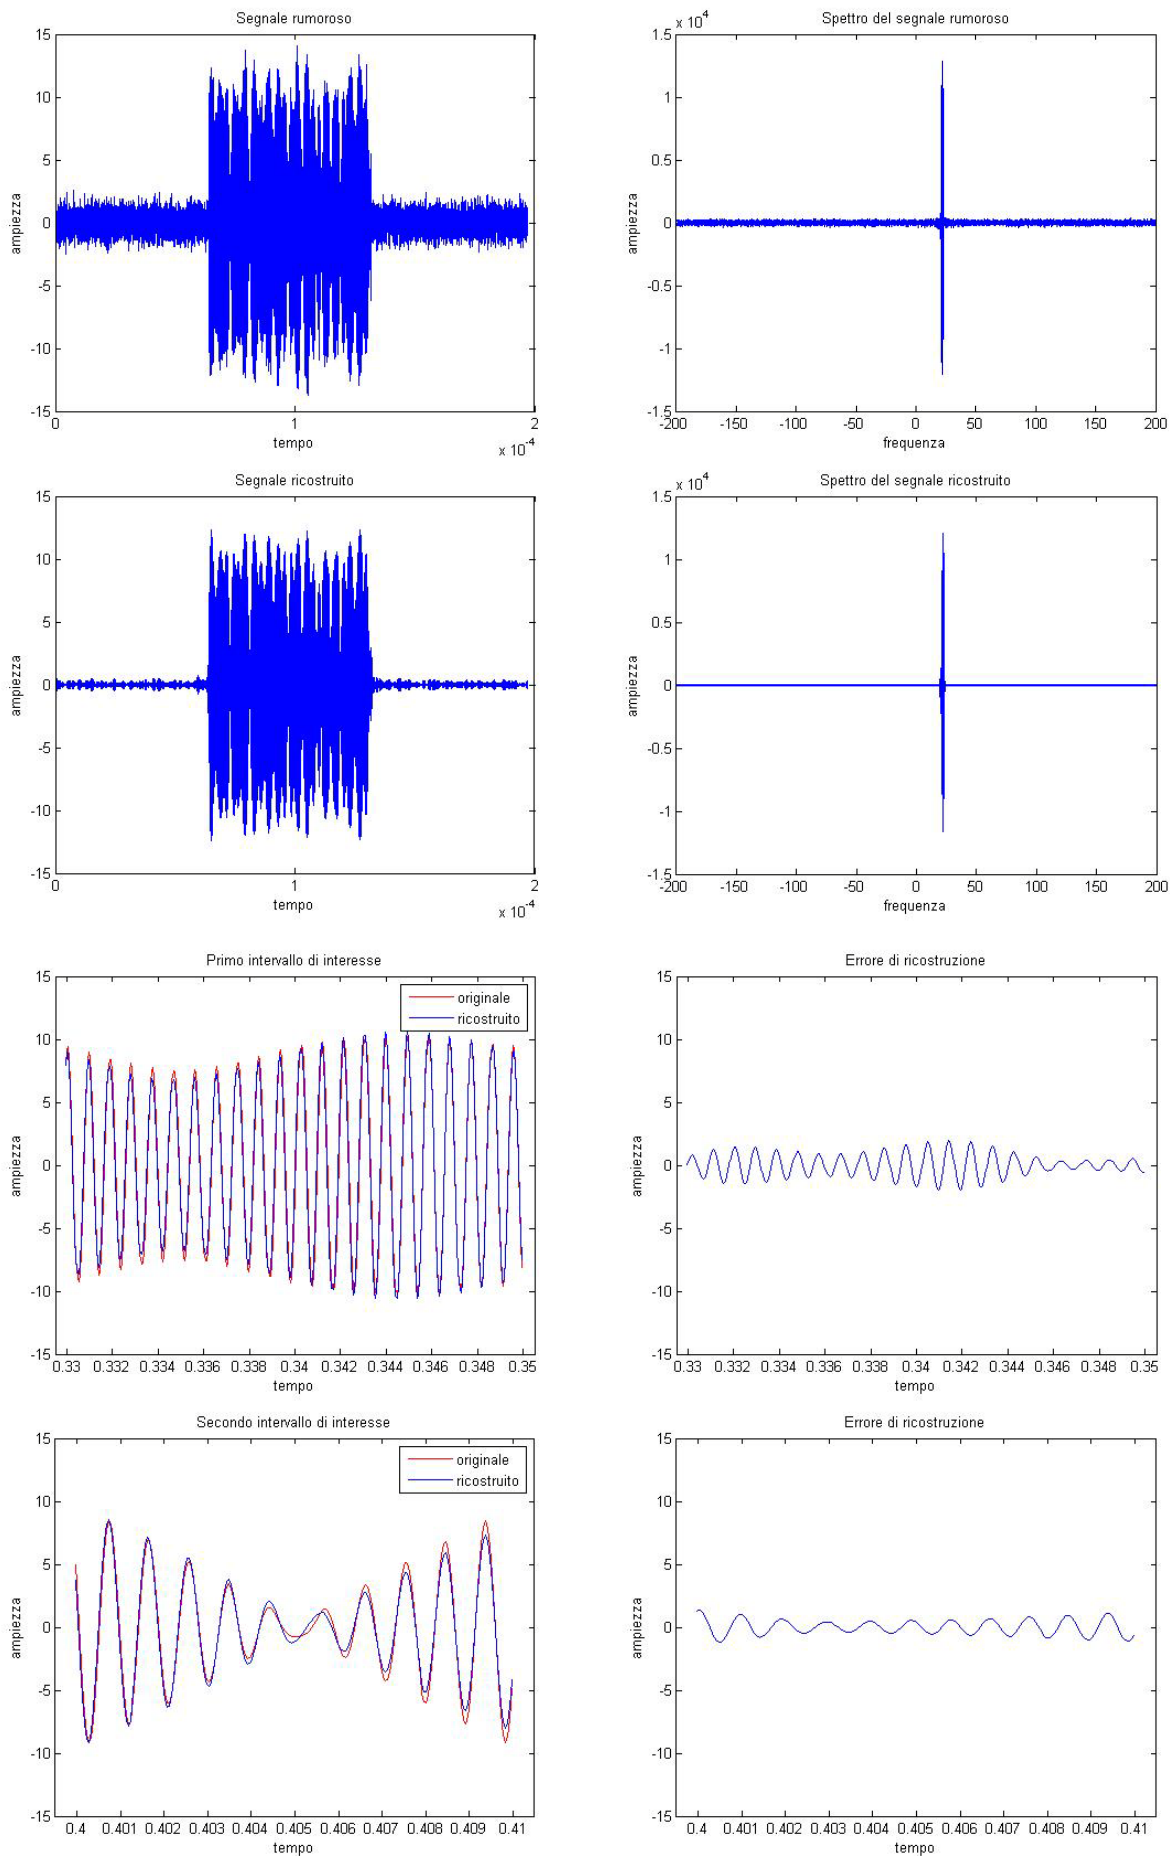 Segnale rumoroso
15
10
5
0
-5
-10
-15
ampiezza
0 1 2
tempo
x 10-4
Spettro del segnale rumoroso
x 10^4
1.5
1
0.5
0
-0.5
-1
-1.5
ampiezza
-200 -150 -100 -50 0 50 100 150 200
frequenza
Segnale ricostruito
15
10
5
0
-5
-10
-15
ampiezza
0 1 2
tempo
x 10-4
Spettro del segnale ricostruito
x 10^4
1.5
1
0.5
0
-0.5
-1
-1.5
ampiezza
-200 -150 -100 -50 0 50 100 150 200
frequenza
Primo intervallo di interesse
originale
ricostruito
15
10
5
0
-5
-10
-15
ampiezza
0.33 0.332 0.334 0.336 0.338 0.34 0.342 0.344 0.346 0.348 0.35
tempo
Errore di ricostruzione
15
10
5
0
-5
-10
-15
ampiezza
0.33 0.332 0.334 0.336 0.338 0.34 0.342 0.344 0.346 0.348 0.35
tempo
Secondo intervallo di interesse
originale
ricostruito
15
10
5
0
-5
-10
-15
ampiezza
0.4 0.401 0.402 0.403 0.404 0.405 0.406 0.407 0.408 0.409 0.41
tempo
Errore di ricostruzione
15
10
5
0
-5
-10
-15
ampiezza
0.4 0.401 0.402 0.403 0.404 0.405 0.406 0.407 0.408 0.409 0.41
tempo